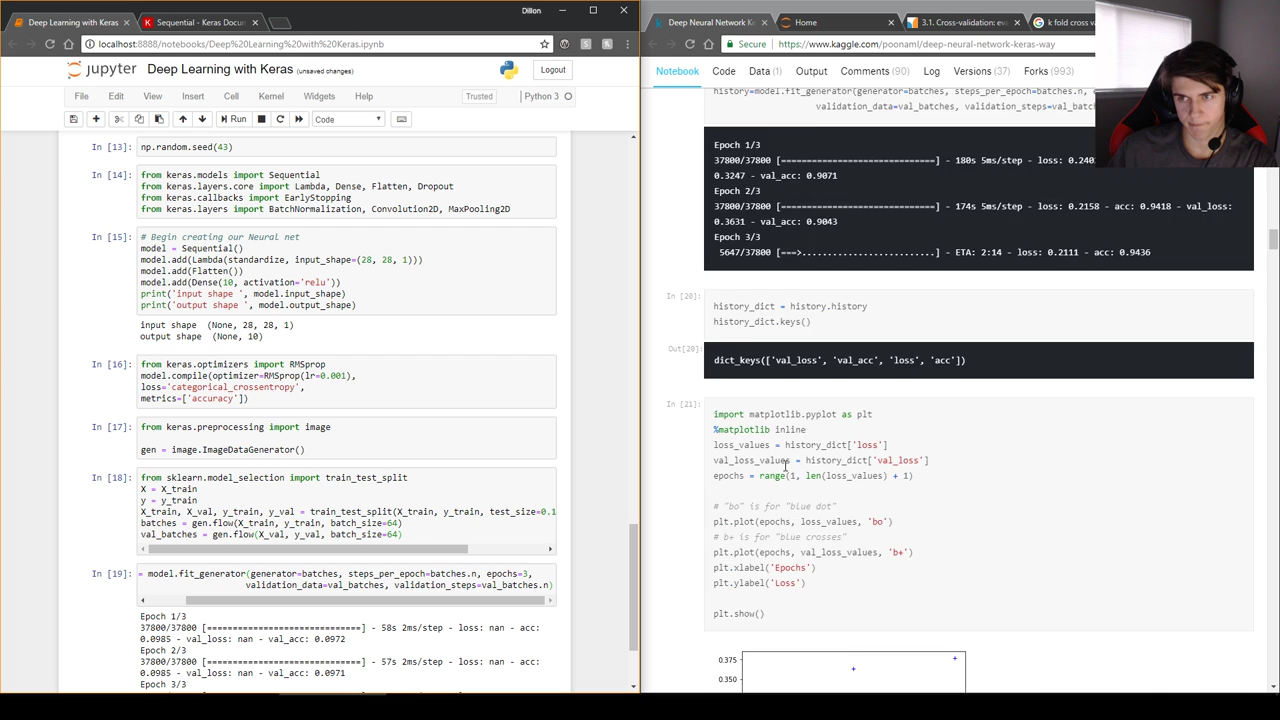 Deep Learning with Keras
Sequential - Keras Docu
Dillon
localhost:8888/notebooks/Deep%20Learning%20with%20Keras.ipynb
jupyter Deep Learning with Keras (unsaved changes)
Logout
File Edit View Insert Cell Kernel Widgets Help
Trusted
Python 3
Run
Code
In [13]: np.random.seed(43)
In [14]: from keras.models import Sequential
from keras.layers.core import Lambda, Dense, Flatten, Dropout
from keras.callbacks import EarlyStopping
from keras.layers import BatchNormalization, Convolution2D, MaxPooling2D
In [15]: # Begin creating our Neural net
model = Sequential()
model.add(Lambda(standardize, input_shape=(28, 28, 1)))
model.add(Flatten())
model.add(Dense(10, activation='relu'))
print('input shape ', model.input_shape)
print('output shape ', model.output_shape)
input shape  (None, 28, 28, 1)
output shape  (None, 10)
In [16]: from keras.optimizers import RMSprop
model.compile(optimizer=RMSprop(lr=0.001),
loss='categorical_crossentropy',
metrics=['accuracy'])
In [17]: from keras.preprocessing import image
gen = image.ImageDataGenerator()
In [18]: from sklearn.model_selection import train_test_split
X = X_train
y = y_train
X_train, X_val, y_train, y_val = train_test_split(X_train, y_train, test_size=0.1
batches = gen.flow(X_train, y_train, batch_size=64)
val_batches = gen.flow(X_val, y_val, batch_size=64)
In [19]: = model.fit_generator(generator=batches, steps_per_epoch=batches.n, epochs=3,
validation_data=val_batches, validation_steps=val_batches.n)
Epoch 1/3
37800/37800 [==============================] - 58s 2ms/step - loss: nan - acc:
0.0985 - val_loss: nan - val_acc: 0.0972
Epoch 2/3
37800/37800 [==============================] - 57s 2ms/step - loss: nan - acc:
0.0985 - val_loss: nan - val_acc: 0.0971
Epoch 3/3
Deep Neural Network K
Home
3.1. Cross-validation: ev
k fold cross v
Secure
https://www.kaggle.com/poonaml/deep-neural-network-keras-way
Notebook Code Data (1) Output Comments (90) Log Versions (37) Forks (993)
history=model.fit_generator(generator=batches, steps_per_epoch=batches.n,
validation_data=val_batches, validation_steps=val_batc
Epoch 1/3
37800/37800 [==============================] - 180s 5ms/step - loss:
0.3247 - val_acc: 0.9071
Epoch 2/3
37800/37800 [==============================] - 174s 5ms/step - loss: 0.2158 - acc: 0.9418 - val_loss:
0.3631 - val_acc: 0.9043
Epoch 3/3
5647/37800 [===>..........................] - ETA: 2:14 - loss: 0.2111 - acc: 0.9436
In [20]:
history_dict = history.history
history_dict.keys()
Out[20]:
dict_keys(['val_loss', 'val_acc', 'loss', 'acc'])
In [21]:
import matplotlib.pyplot as plt
%matplotlib inline
loss_values = history_dict['loss']
val_loss_values = history_dict['val_loss']
epochs = range(1, len(loss_values) + 1)
# "bo" is for "blue dot"
plt.plot(epochs, loss_values, 'bo')
# b+ is for "blue crosses"
plt.plot(epochs, val_loss_values, 'b+')
plt.xlabel('Epochs')
plt.ylabel('Loss')
plt.show()
0.375
0.350